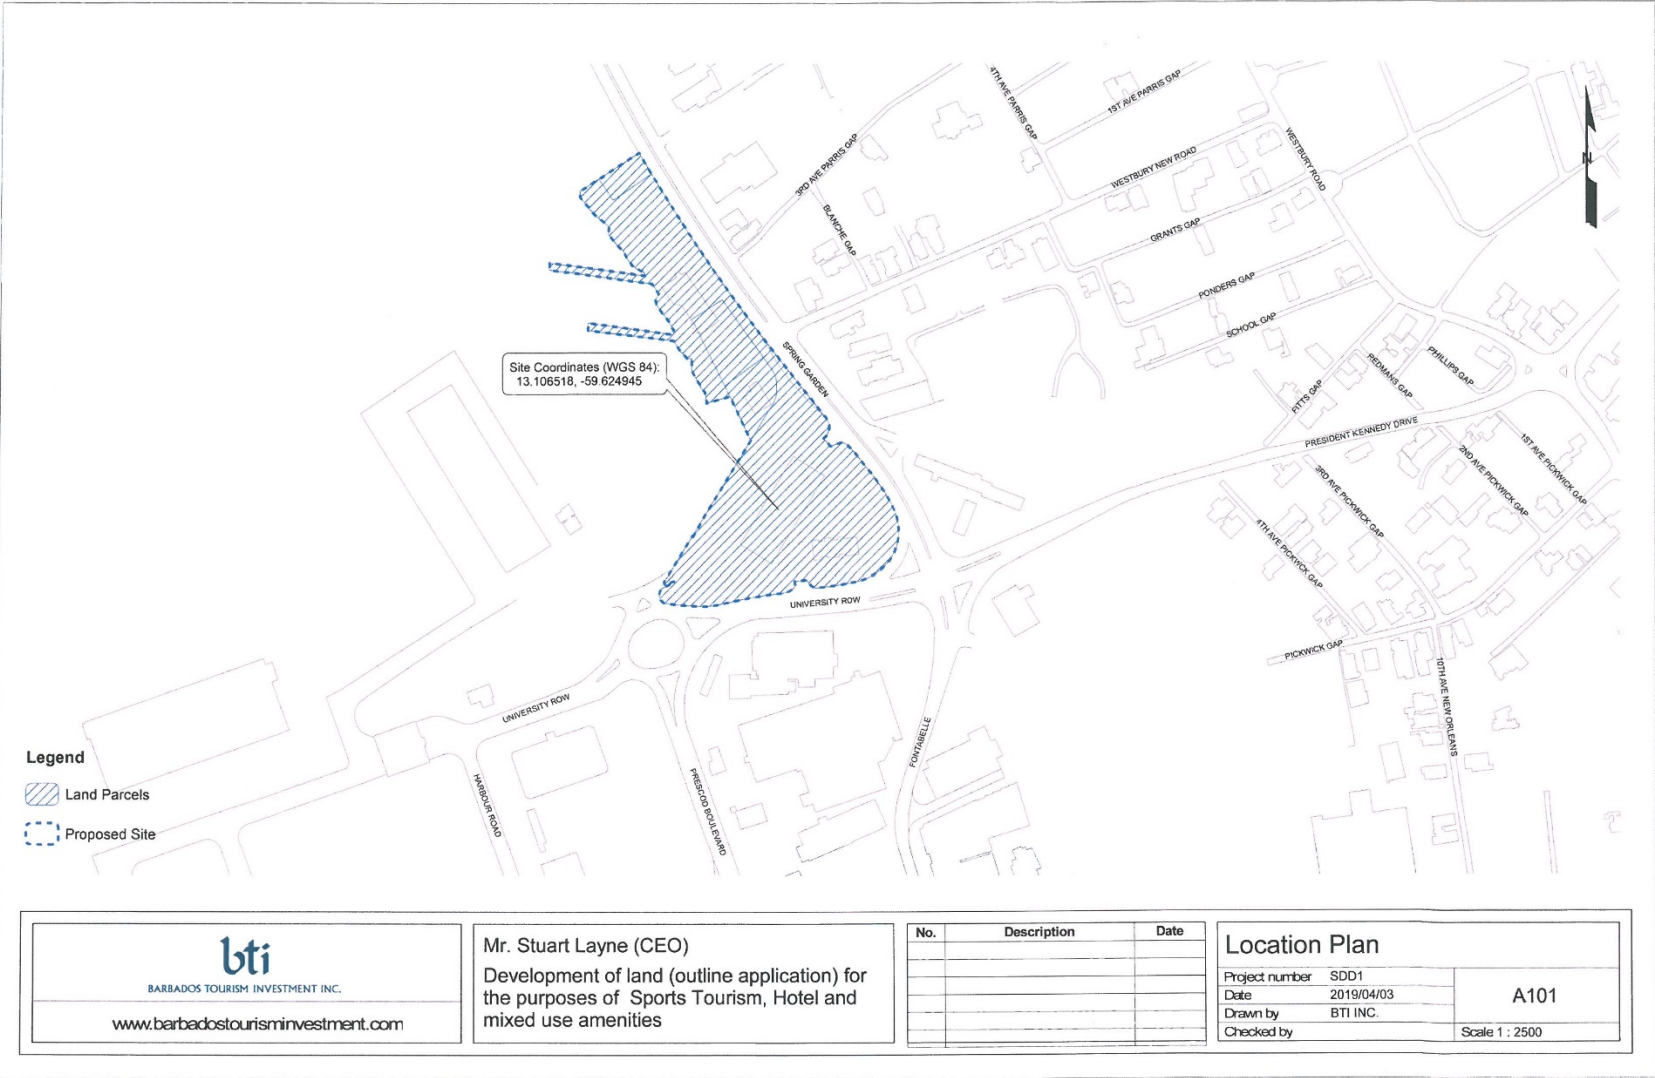 4TH AVE PARRIS GAP
1ST AVE PARRIS GAP
3RD AVE PARRIS GAP
WESTBURY NEW ROAD
WESTBURY ROAD
N
BLANCHE GAP
GRANTS GAP
PONDERS GAP
SCHOOL GAP
SPRING GARDEN
Site Coordinates (WGS 84):
13.106518, -59.624945
PHILLIPS GAP
REDMANS GAP
FITTS GAP
PRESIDENT KENNEDY DRIVE
1ST AVE PICKWICK GAP
2ND AVE PICKWICK GAP
3RD AVE PICKWICK GAP
4TH AVE PICKWICK GAP
UNIVERSITY ROW
PICKWICK GAP
10TH AVE NEW ORLEANS
UNIVERSITY ROW
FONTABELLE
HARBOUR ROAD
PRESCOD BOULEVARD
Legend
Land Parcels
Proposed Site
bti
BARBADOS TOURISM INVESTMENT INC.
www.barbadostourisminvestment.com
Mr. Stuart Layne (CEO)
Development of land (outline application) for
the purposes of Sports Tourism, Hotel and
mixed use amenities
No. Description Date
Location Plan
Project number SDD1
Date 2019/04/03
Drawn by BTI INC.
Checked by
A101
Scale 1 : 2500